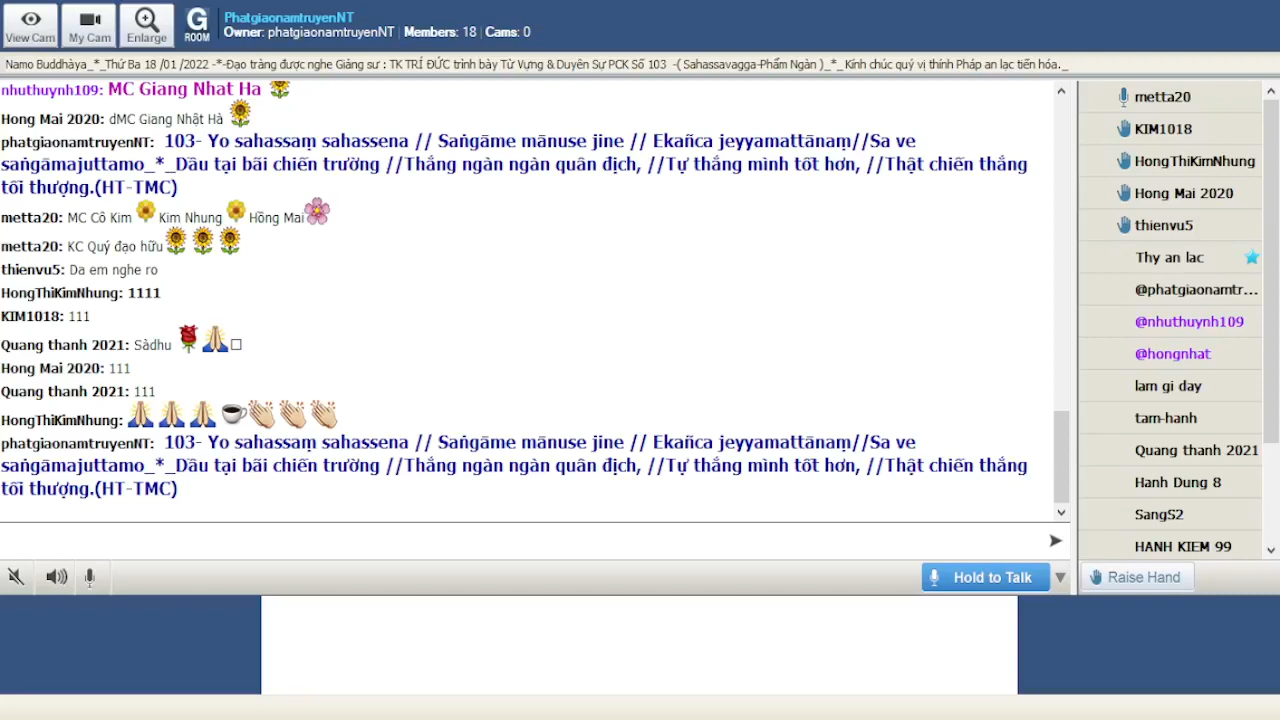 View Cam
My Cam
Enlarge
G
ROOM
PhatgiaonamtruyenNT
Owner: phatgiaonamtruyenNT | Members: 18 | Cams: 0
Namo Buddhàya_*_Thứ Ba 18 /01 /2022 -*-Đạo tràng được nghe Giảng sư : TK TRÍ ĐỨC trình bày Từ Vựng & Duyên Sự PCK Số 103 -( Sahassavagga-Phẩm Ngàn )_*_ Kính chúc quý vị thính Pháp an lạc tiến hóa._
nhuthuynh109: MC Giang Nhat Ha
Hong Mai 2020: dMC Giang Nhật Hà
phatgiaonamtruyenNT: 103- Yo sahassaṃ sahassena // Saṅgāme mānuse jine // Ekañca jeyyamattānaṃ//Sa ve
saṅgāmajuttamo_*_Dầu tại bãi chiến trường //Thắng ngàn ngàn quân địch, //Tự thắng mình tốt hơn, //Thật chiến thắng
tối thượng.(HT-TMC)
metta20: MC Cô Kim Kim Nhung Hồng Mai
metta20: KC Quý đạo hữu
thienvu5: Da em nghe ro
HongThiKimNhung: 1111
KIM1018: 111
Quang thanh 2021: Sàdhu
Hong Mai 2020: 111
Quang thanh 2021: 111
HongThiKimNhung:
phatgiaonamtruyenNT: 103- Yo sahassaṃ sahassena // Saṅgāme mānuse jine // Ekañca jeyyamattānaṃ//Sa ve
saṅgāmajuttamo_*_Dầu tại bãi chiến trường //Thắng ngàn ngàn quân địch, //Tự thắng mình tốt hơn, //Thật chiến thắng
tối thượng.(HT-TMC)
Hold to Talk
metta20
KIM1018
HongThiKimNhung
Hong Mai 2020
thienvu5
Thy an lac
@phatgiaonamtr...
@nhuthuynh109
@hongnhat
lam gi day
tam-hanh
Quang thanh 2021
Hanh Dung 8
SangS2
HANH KIEM 99
Raise Hand